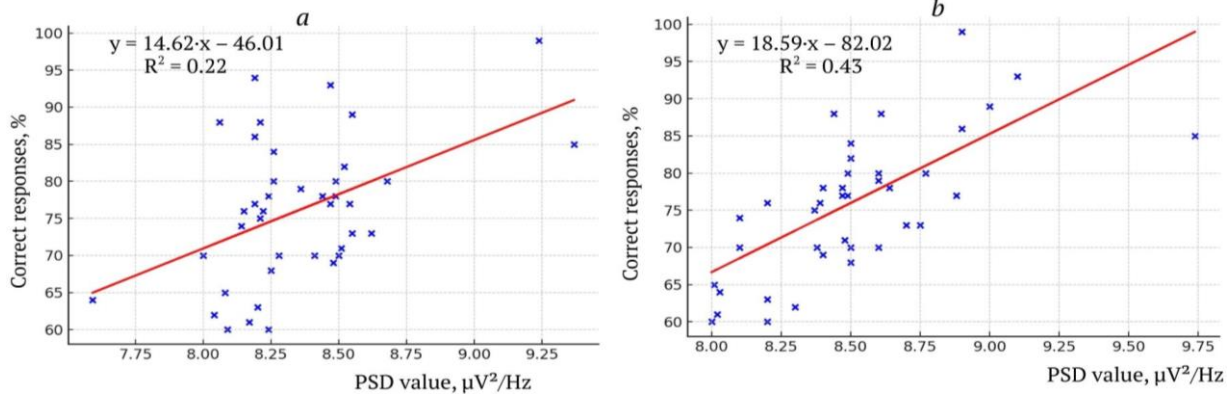 a
y = 14.62·x – 46.01
R² = 0.22
100
95
90
85
80
75
70
65
60
Correct responses, %
7.75 8.00 8.25 8.50 8.75 9.00 9.25
PSD value, µV²/Hz
b
y = 18.59·x – 82.02
R² = 0.43
100
95
90
85
80
75
70
65
60
Correct responses, %
8.00 8.25 8.50 8.75 9.00 9.25 9.50 9.75
PSD value, µV²/Hz